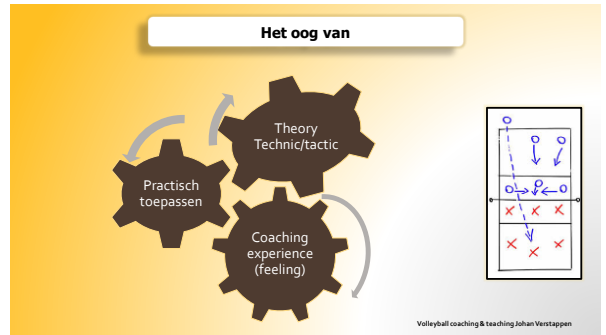 Het oog van
Theory
Technic/tactic
Practisch
toepassen
Coaching
experience
(feeling)
Volleyball coaching & teaching Johan Verstappen